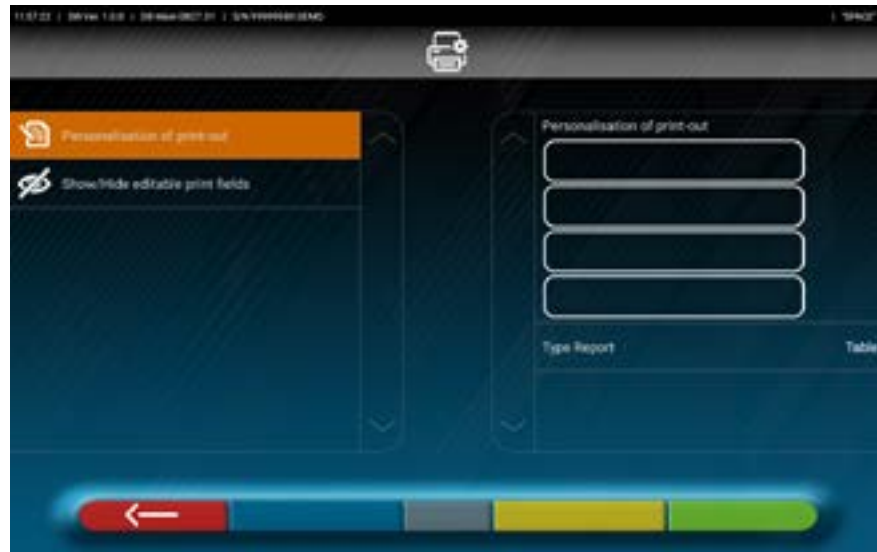 Personalisation of print-out
Show/Hide editable print fields
Personalisation of print-out
Type Report
Table